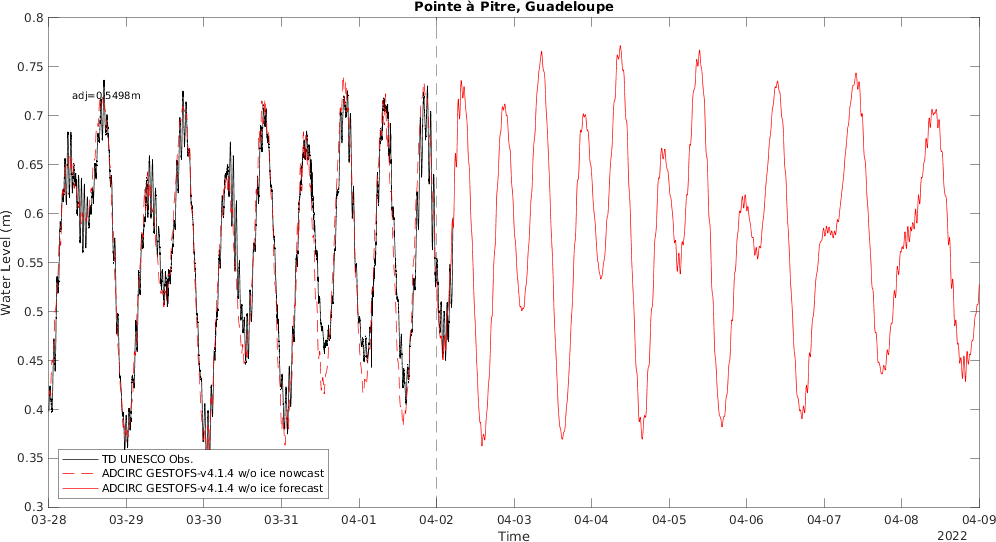 Pointe à Pitre, Guadeloupe
0.8
0.75
0.7
0.65
0.6
0.55
0.5
0.45
0.4
0.35
0.3
Water Level (m)
adj=0.5498m
TD UNESCO Obs.
ADCIRC GESTOFS-v4.1.4 w/o ice nowcast
ADCIRC GESTOFS-v4.1.4 w/o ice forecast
03-28 03-29 03-30 03-31 04-01 04-02 04-03 04-04 04-05 04-06 04-07 04-08 04-09
Time
2022